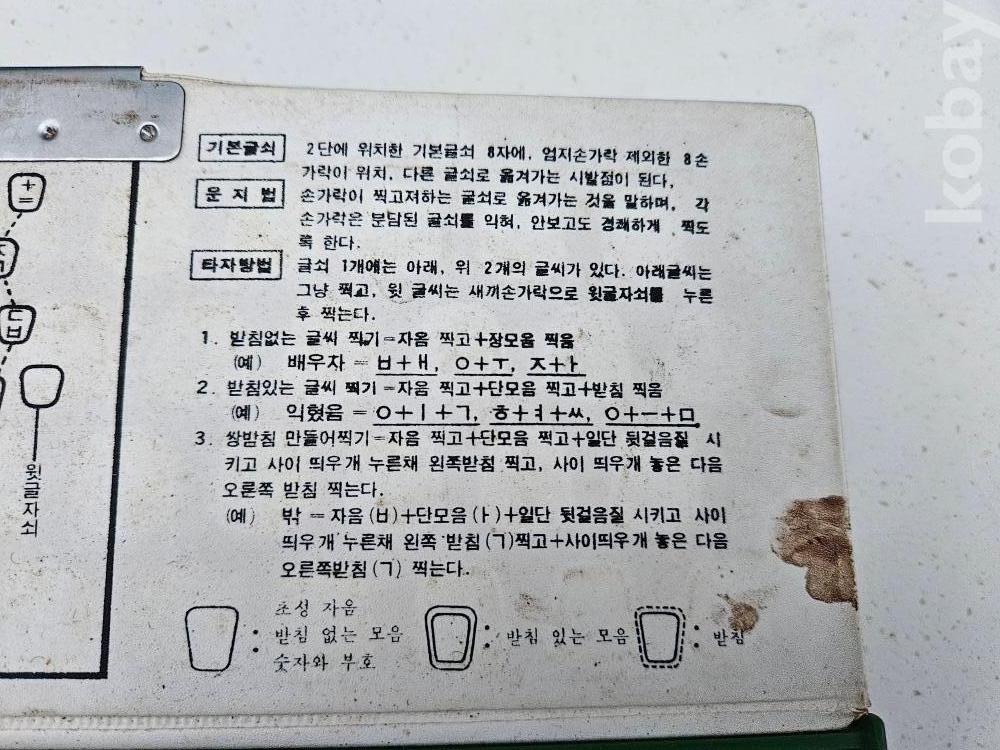 kobay
+
=
ㄷ
ㅂ
윗글자쇠
기본글쇠 2단에 위치한 기본글쇠 8자에, 엄지손가락 제외한 8손
가락이 위치, 다른 글쇠로 옮겨가는 시발점이 된다,
운지법 손가락이 찍고저하는 글쇠로 옮겨가는 것을 말하며, 각
손가락은 분담된 글쇠를 익혀, 안보고도 경쾌하게 찍도
록 한다.
타자방법 글쇠 1개에는 아래, 위 2개의 글씨가 있다. 아래글씨는
그냥 찍고, 윗 글씨는 새끼손가락으로 윗글자쇠를 누른
후 찍는다.
1. 받침없는 글씨 찍기=자음 찍고+장모음 찍음
(예) 배우자 = ㅂ+ㅐ, ㅇ+ㅜ, ㅈ+ㅏ
2. 받침있는 글씨 찍기=자음 찍고+단모음 찍고+받침 찍음
(예) 익혔음 = ㅇ+ㅣ+ㄱ, ㅎ+ㅕ+ㅆ, ㅇ+ㅡ+ㅁ
3. 쌍받침 만들어찍기=자음 찍고+단모음 찍고+일단 뒷걸음질 시
키고 사이 띄우개 누른채 왼쪽받침 찍고, 사이 띄우개 놓은 다음
오른쪽 받침 찍는다.
(예) 밖 = 자음(ㅂ)+단모음(ㅏ)+일단 뒷걸음질 시키고 사이
띄우개 누른채 왼쪽 받침(ㄱ)찍고+사이띄우개 놓은 다음
오른쪽받침(ㄱ) 찍는다.
초성 자음
: 받침 없는 모음 : 받침 있는 모음 : 받침
숫자와 부호